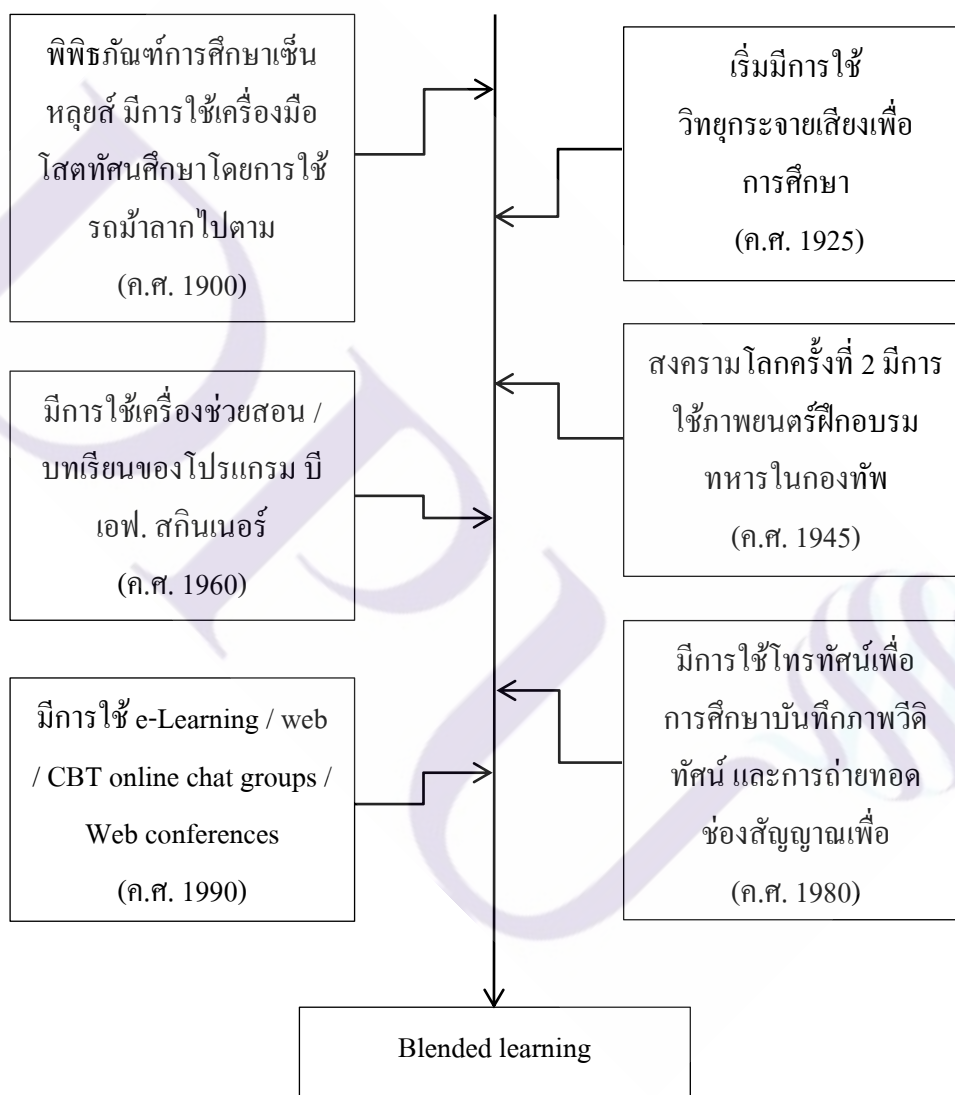 พิพิธภัณฑ์การศึกษาเซ็น
หลุยส์ มีการใช้เครื่องมือ
โสตทัศนศึกษาโดยการใช้
รถม้าลากไปตาม
(ค.ศ. 1900)
เริ่มมีการใช้
วิทยุกระจายเสียงเพื่อ
การศึกษา
(ค.ศ. 1925)
สงครามโลกครั้งที่ 2 มีการ
ใช้ภาพยนตร์ฝึกอบรม
ทหารในกองทัพ
(ค.ศ. 1945)
มีการใช้เครื่องช่วยสอน /
บทเรียนของโปรแกรม บี
เอฟ. สกินเนอร์
(ค.ศ. 1960)
มีการใช้โทรทัศน์เพื่อ
การศึกษาบันทึกภาพวีดิ
ทัศน์ และการถ่ายทอด
ช่องสัญญาณเพื่อ
(ค.ศ. 1980)
มีการใช้ e-Learning / web
/ CBT online chat groups /
Web conferences
(ค.ศ. 1990)
Blended learning
DPU